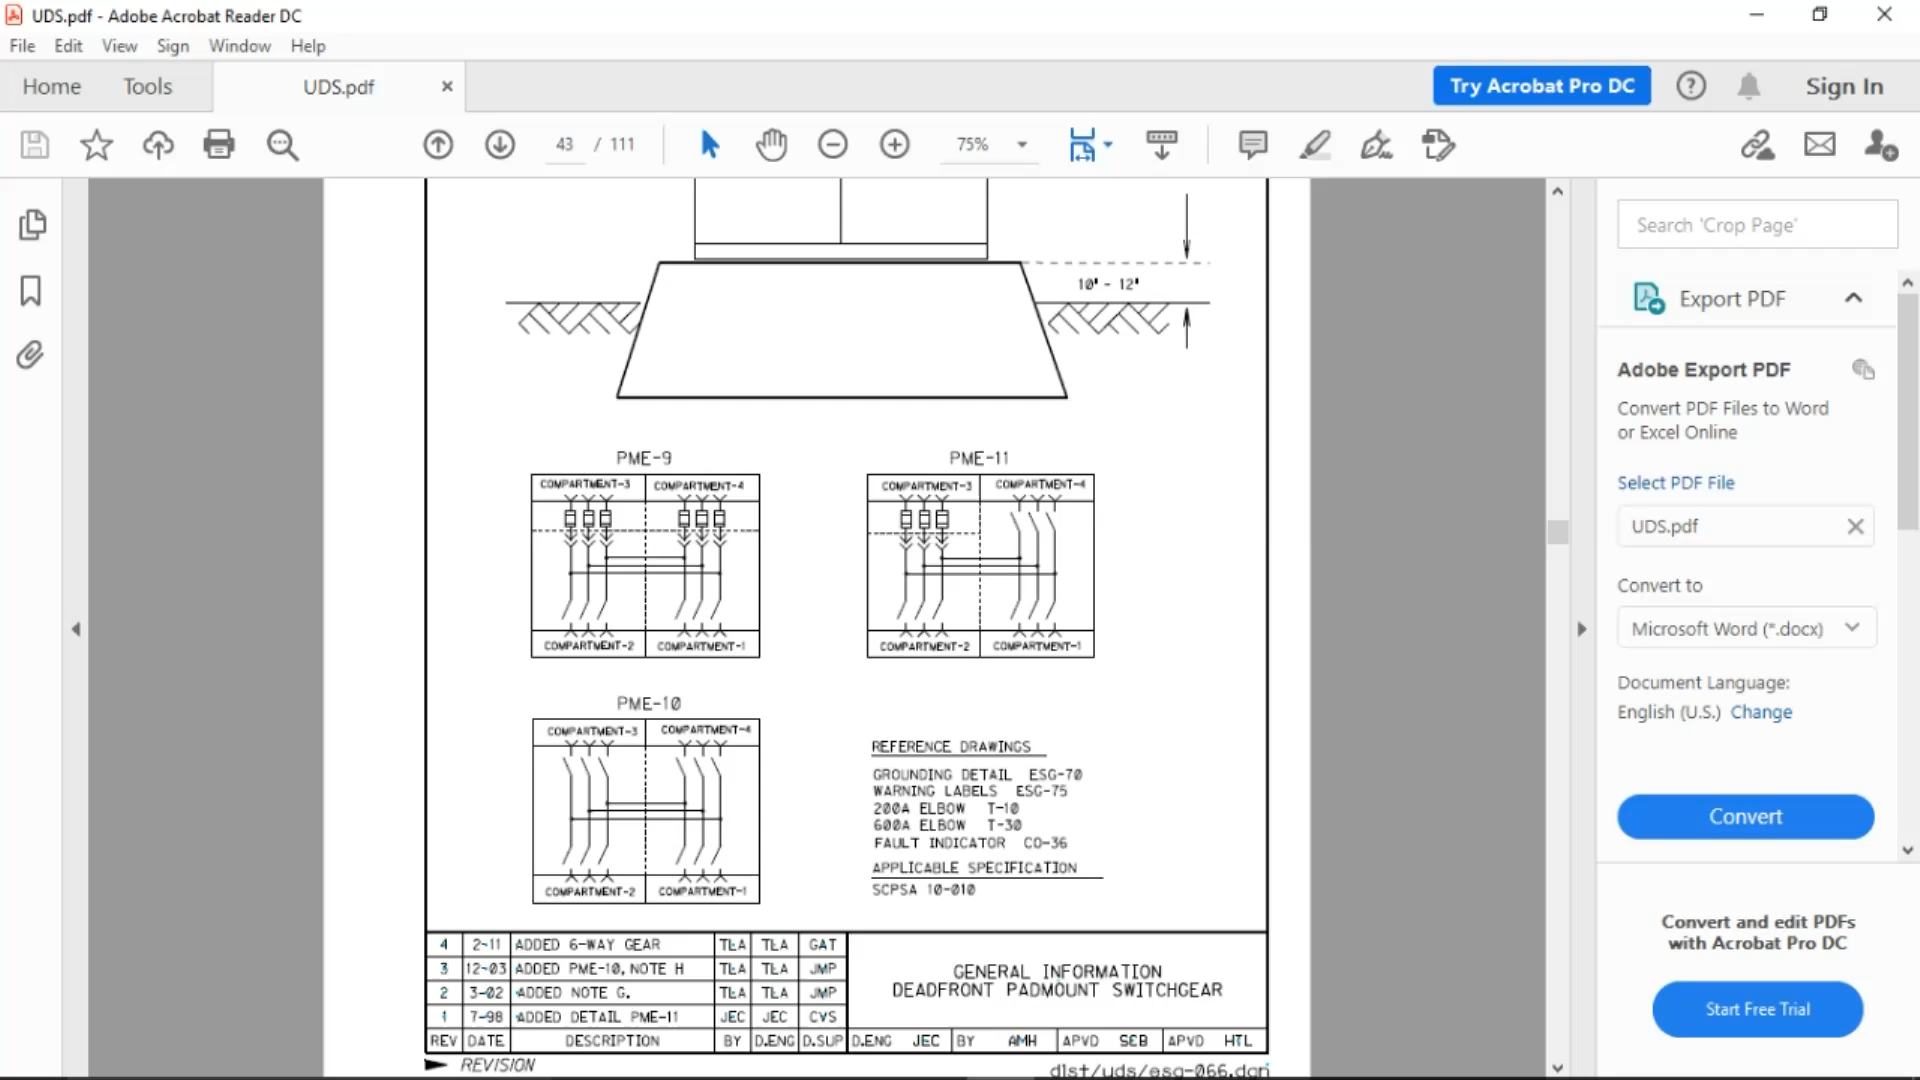 UDS.pdf - Adobe Acrobat Reader DC
File Edit View Sign Window Help
Home Tools UDS.pdf
Try Acrobat Pro DC Sign In
43 / 111 75%
Search 'Crop Page'
Export PDF
Adobe Export PDF
Convert PDF Files to Word
or Excel Online
Select PDF File
UDS.pdf
Convert to
Microsoft Word (*.docx)
Document Language:
English (U.S.) Change
Convert
Convert and edit PDFs
with Acrobat Pro DC
Start Free Trial
10" - 12"
PME-9
COMPARTMENT-3 COMPARTMENT-4
COMPARTMENT-2 COMPARTMENT-1
PME-11
COMPARTMENT-3 COMPARTMENT-4
COMPARTMENT-2 COMPARTMENT-1
PME-10
COMPARTMENT-3 COMPARTMENT-4
COMPARTMENT-2 COMPARTMENT-1
REFERENCE DRAWINGS
GROUNDING DETAIL ESG-70
WARNING LABELS ESG-75
200A ELBOW T-10
600A ELBOW T-30
FAULT INDICATOR CO-36
APPLICABLE SPECIFICATION
SCPSA 10-010
4 2-11 ADDED 6-WAY GEAR TLA TLA GAT
3 12-03 ADDED PME-10, NOTE H TLA TLA JMP
2 3-02 ADDED NOTE G. TLA TLA JMP
1 7-98 ADDED DETAIL PME-11 JEC JEC CVS
REV DATE DESCRIPTION BY D.ENG D.SUP
GENERAL INFORMATION
DEADFRONT PADMOUNT SWITCHGEAR
D.ENG JEC BY AMH APVD SEB APVD HTL
REVISION
dist/uds/esg-066.dgn